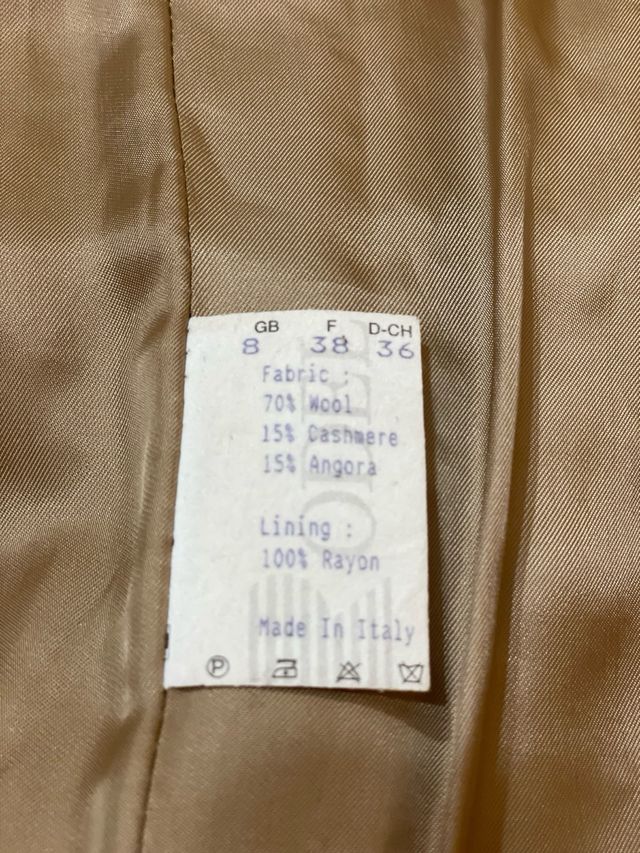 GB F D-CH
8 38 36
Fabric :
70% Wool
15% Cashmere
15% Angora
Lining :
100% Rayon
Made In Italy
P